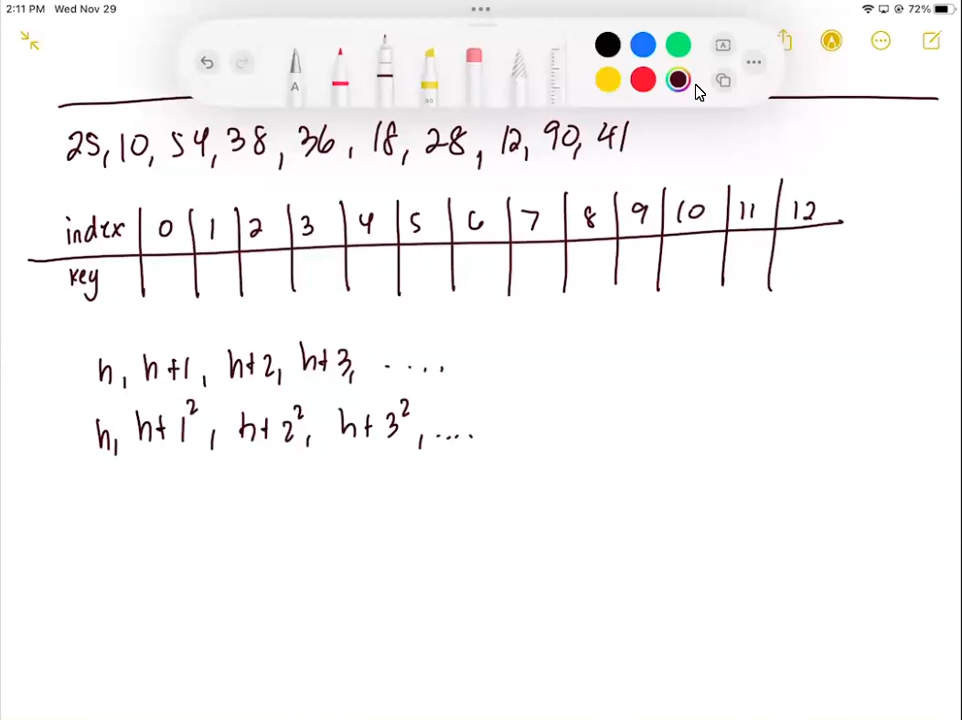 2:11 PM Wed Nov 29 72%
A
A
80
25, 10, 54, 38, 36, 18, 28, 12, 90, 41
index 0 1 2 3 4 5 6 7 8 9 10 11 12
key
h, h+1, h+2, h+3, .....
h, h+1², h+2², h+3², ....